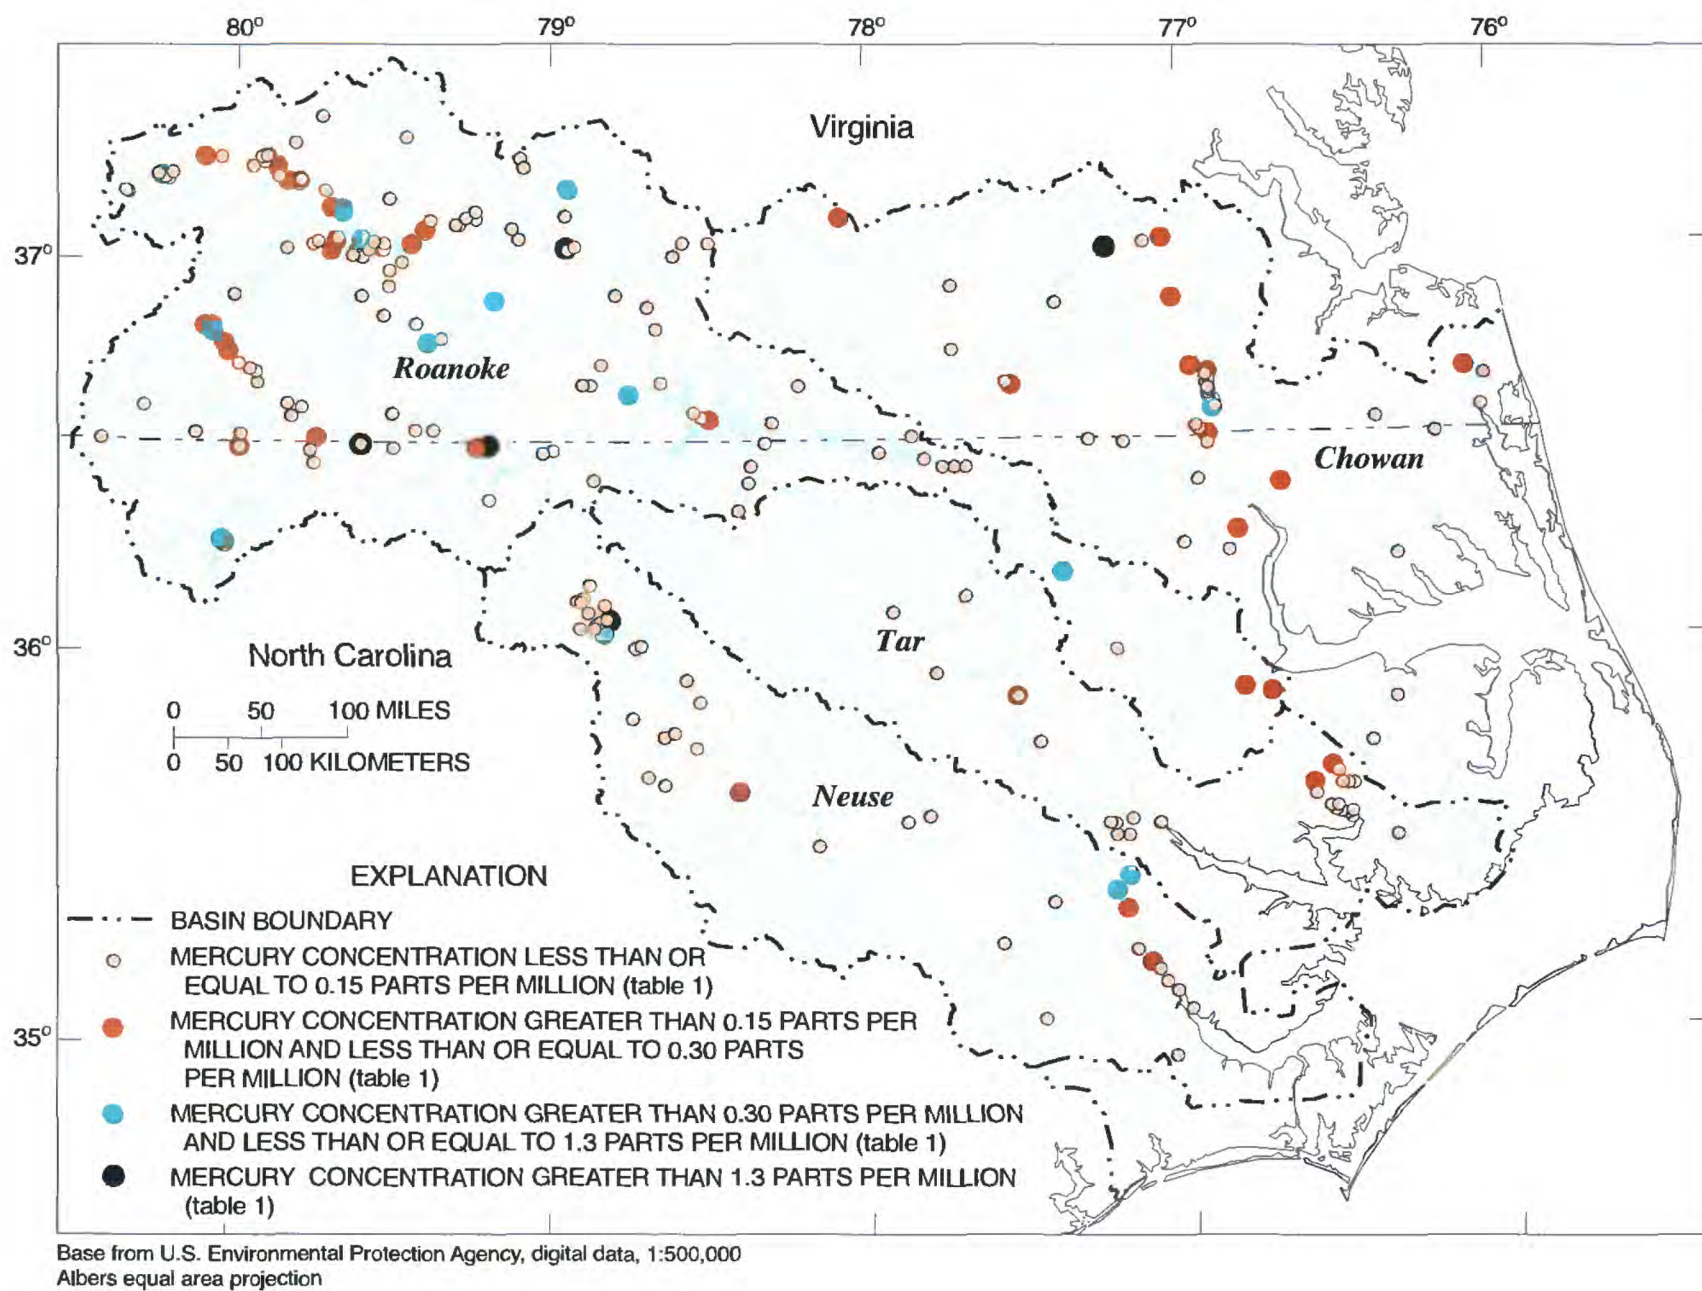 80° 79° 78° 77° 76°
Virginia
37°
Roanoke
Chowan
36°
Tar
North Carolina
0 50 100 MILES
0 50 100 KILOMETERS
Neuse
EXPLANATION
BASIN BOUNDARY
MERCURY CONCENTRATION LESS THAN OR
EQUAL TO 0.15 PARTS PER MILLION (table 1)
35°
MERCURY CONCENTRATION GREATER THAN 0.15 PARTS PER
MILLION AND LESS THAN OR EQUAL TO 0.30 PARTS
PER MILLION (table 1)
MERCURY CONCENTRATION GREATER THAN 0.30 PARTS PER MILLION
AND LESS THAN OR EQUAL TO 1.3 PARTS PER MILLION (table 1)
MERCURY CONCENTRATION GREATER THAN 1.3 PARTS PER MILLION
(table 1)
Base from U.S. Environmental Protection Agency, digital data, 1:500,000
Albers equal area projection